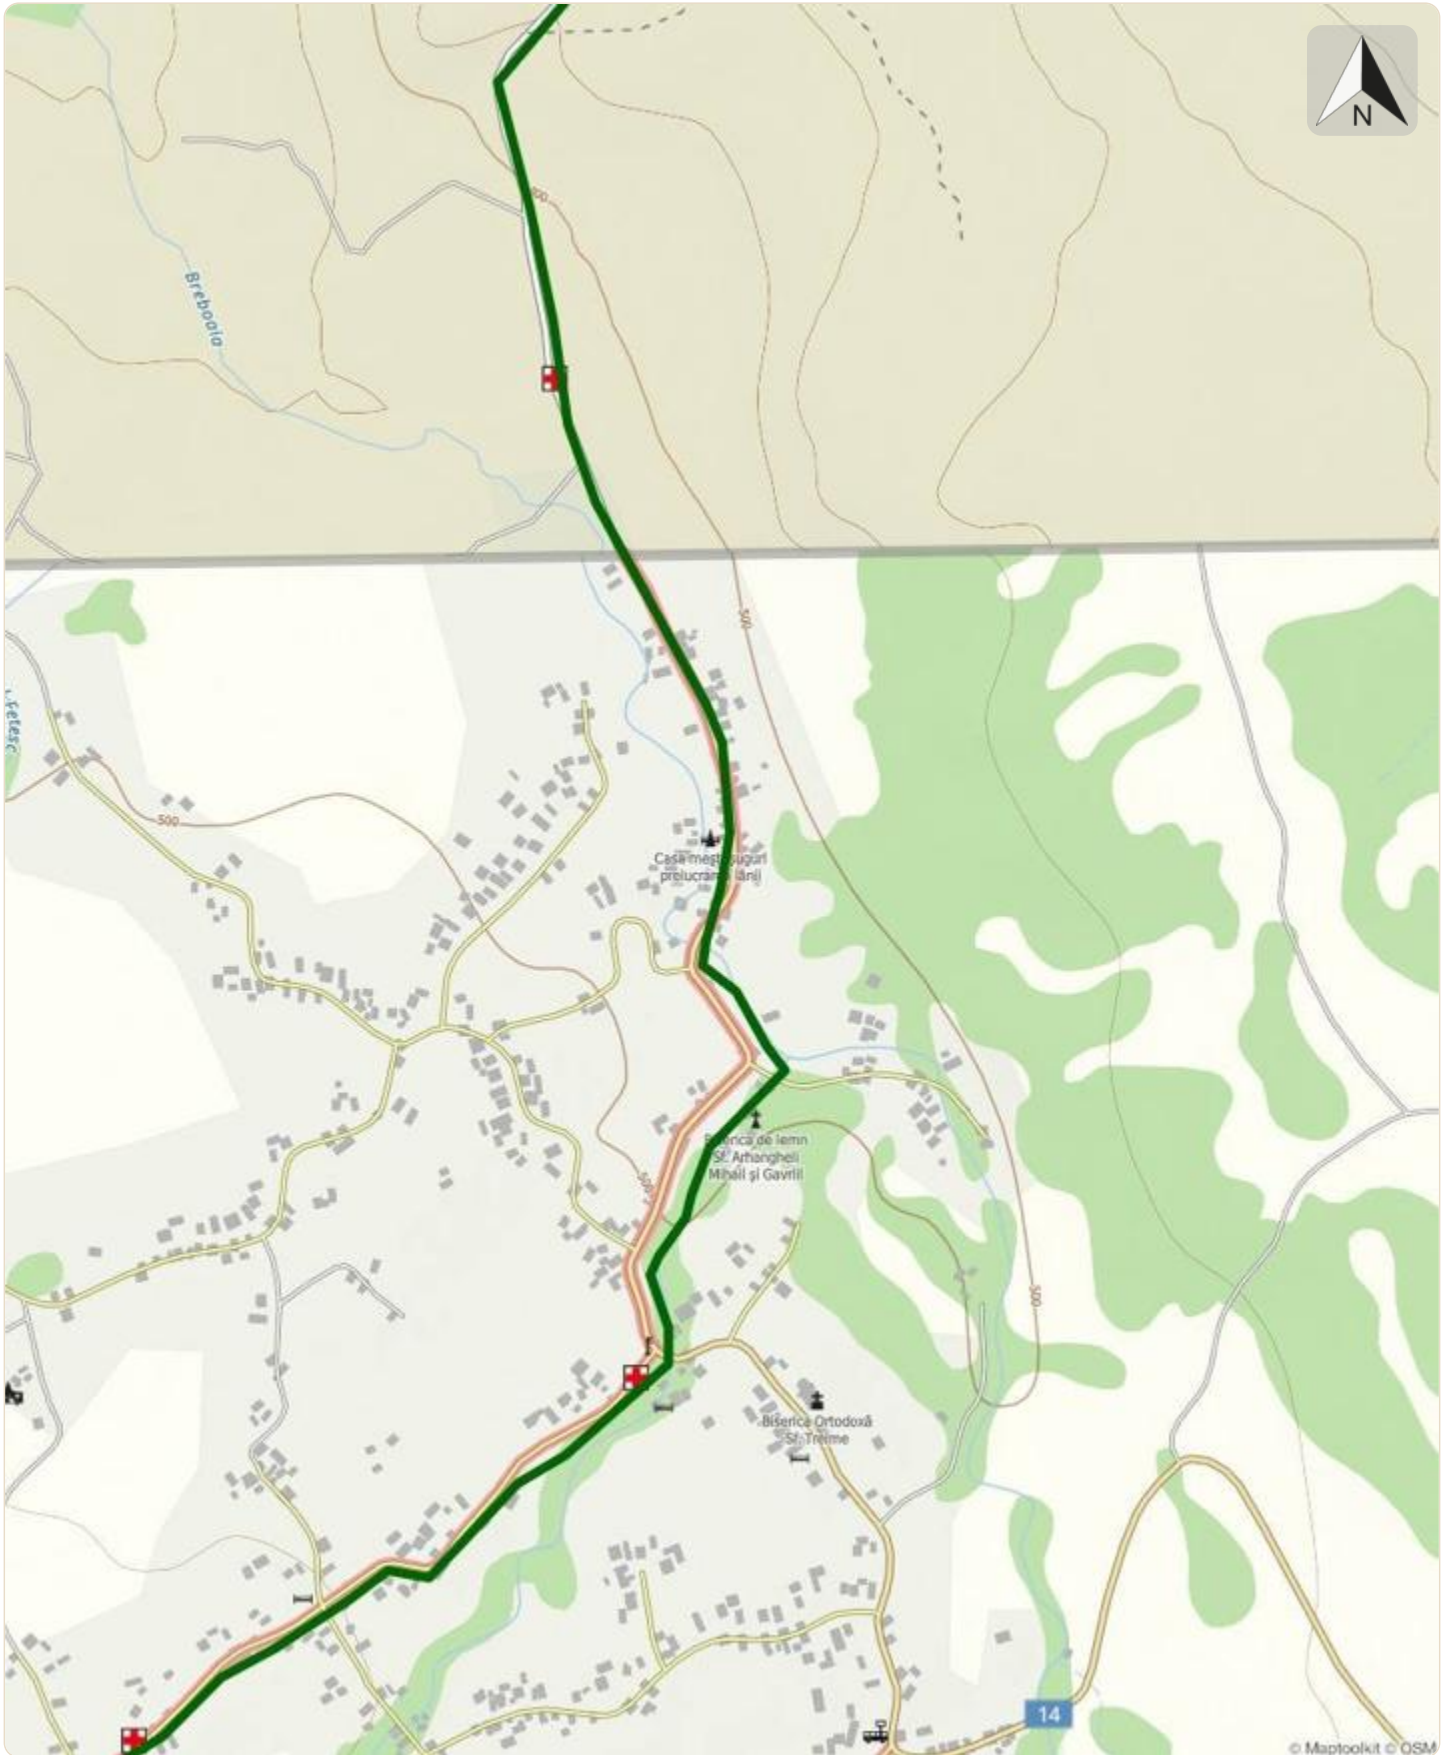 N
Breboaia
500
500
Casa meșteșuguri
prelucrarea lânii
Biserica de lemn
Sf. Arhangheli
Mihail și Gavriil
500
500
Biserica Ortodoxă
Sf. Treime
14
© Maptoolkit © OSM